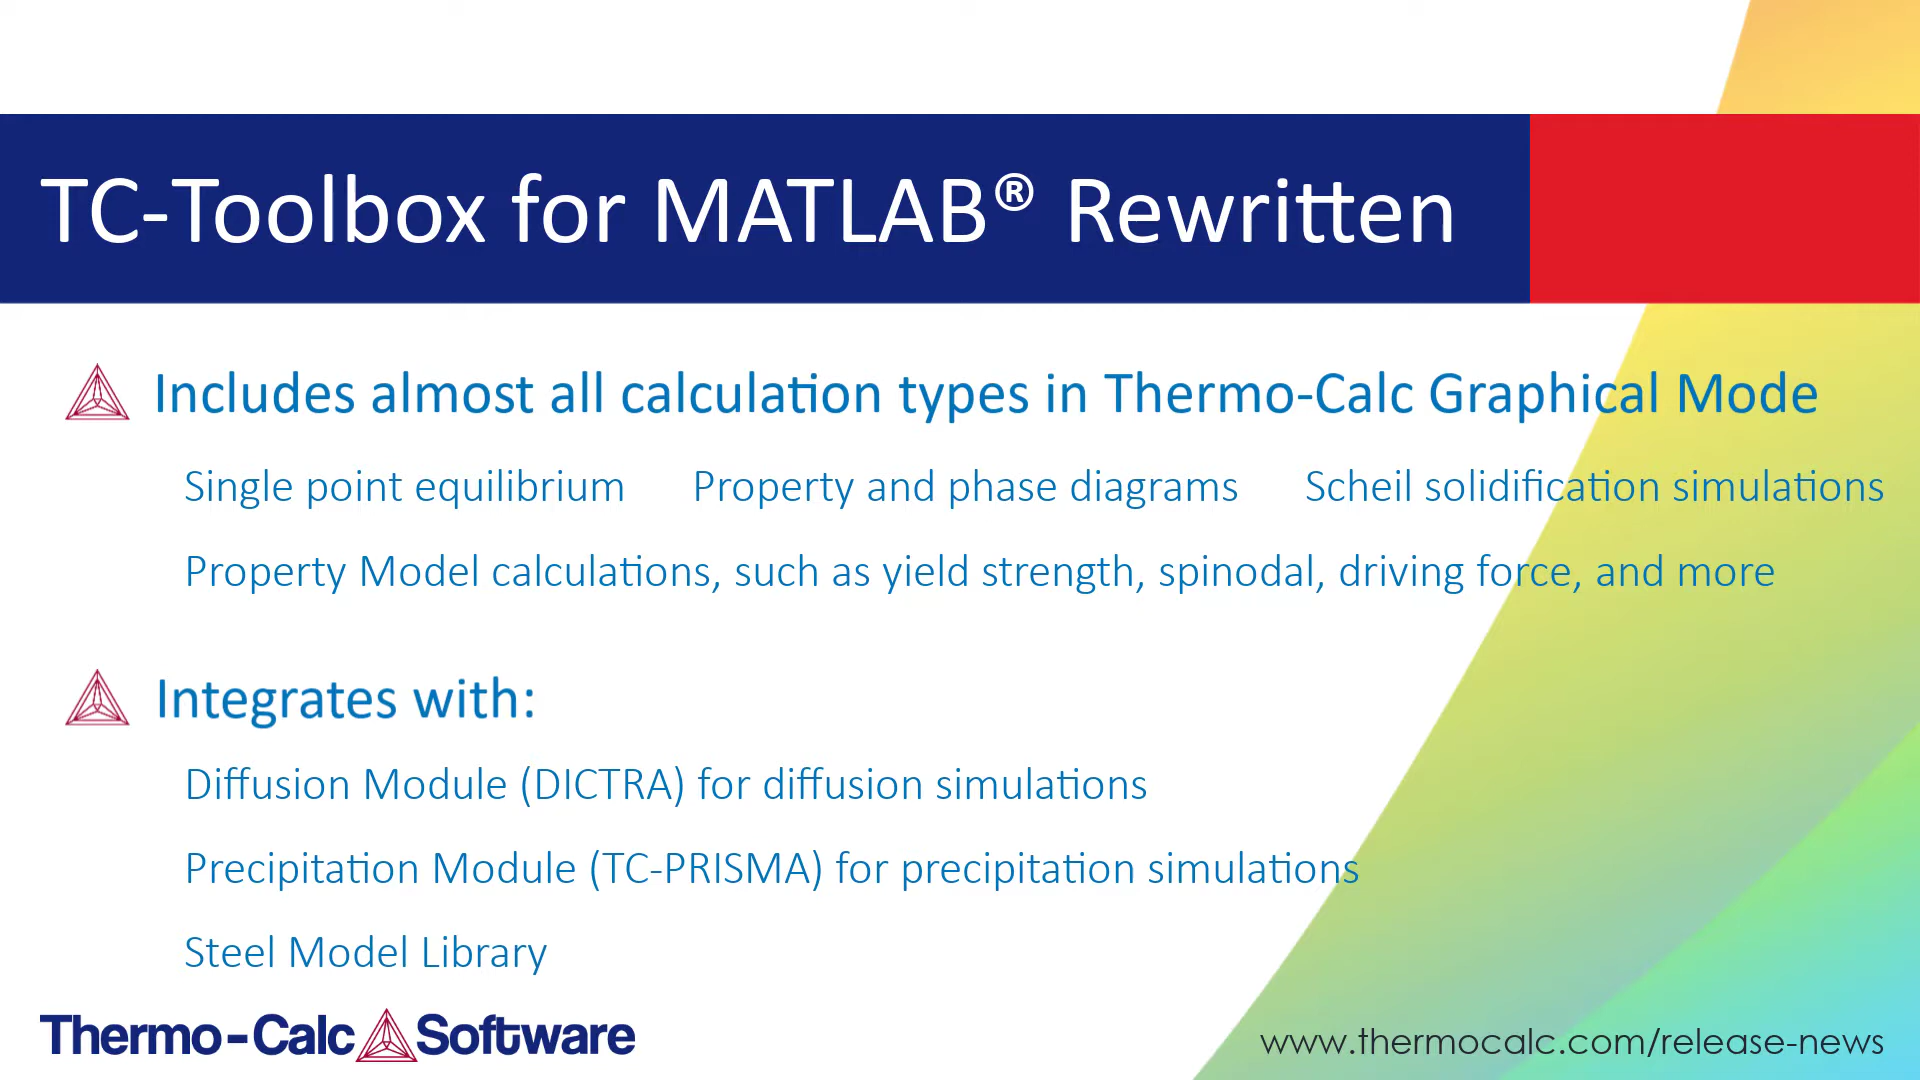 TC-Toolbox for MATLAB® Rewritten
Includes almost all calculation types in Thermo-Calc Graphical Mode
Single point equilibrium Property and phase diagrams Scheil solidification simulations
Property Model calculations, such as yield strength, spinodal, driving force, and more
Integrates with:
Diffusion Module (DICTRA) for diffusion simulations
Precipitation Module (TC-PRISMA) for precipitation simulations
Steel Model Library
Thermo-Calc Software
www.thermocalc.com/release-news